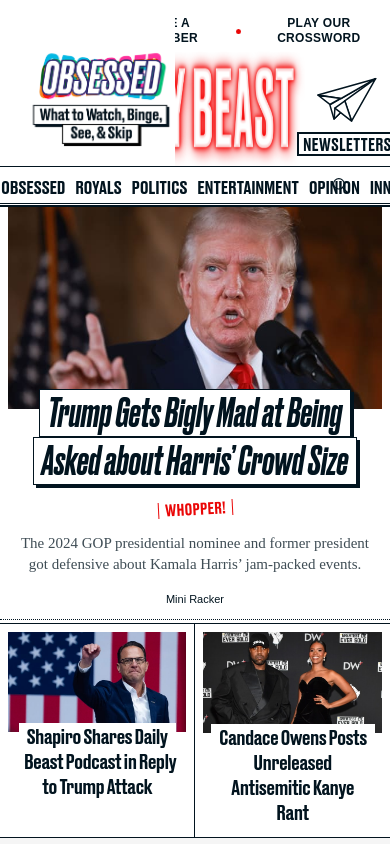 E A
BER
PLAY OUR
CROSSWORD
OBSESSED
What to Watch, Binge,
See, & Skip
Y BEAST
NEWSLETTERS
OBSESSED ROYALS POLITICS ENTERTAINMENT OPINION INN
Trump Gets Bigly Mad at Being
Asked about Harris’ Crowd Size
WHOPPER!
The 2024 GOP presidential nominee and former president
got defensive about Kamala Harris’ jam-packed events.
Mini Racker
Shapiro Shares Daily
Beast Podcast in Reply
to Trump Attack
DW
Candace Owens Posts
Unreleased
Antisemitic Kanye
Rant